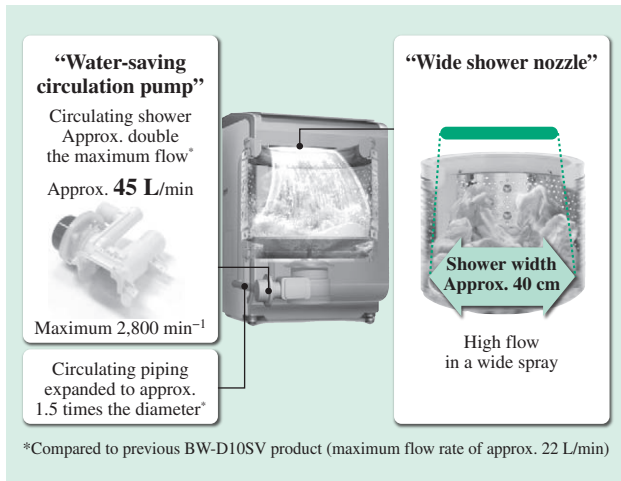 “Water-saving
circulation pump”
Circulating shower
Approx. double
the maximum flow*
Approx. 45 L/min
Maximum 2,800 min⁻¹
Circulating piping
expanded to approx.
1.5 times the diameter*
“Wide shower nozzle”
Shower width
Approx. 40 cm
High flow
in a wide spray
*Compared to previous BW-D10SV product (maximum flow rate of approx. 22 L/min)